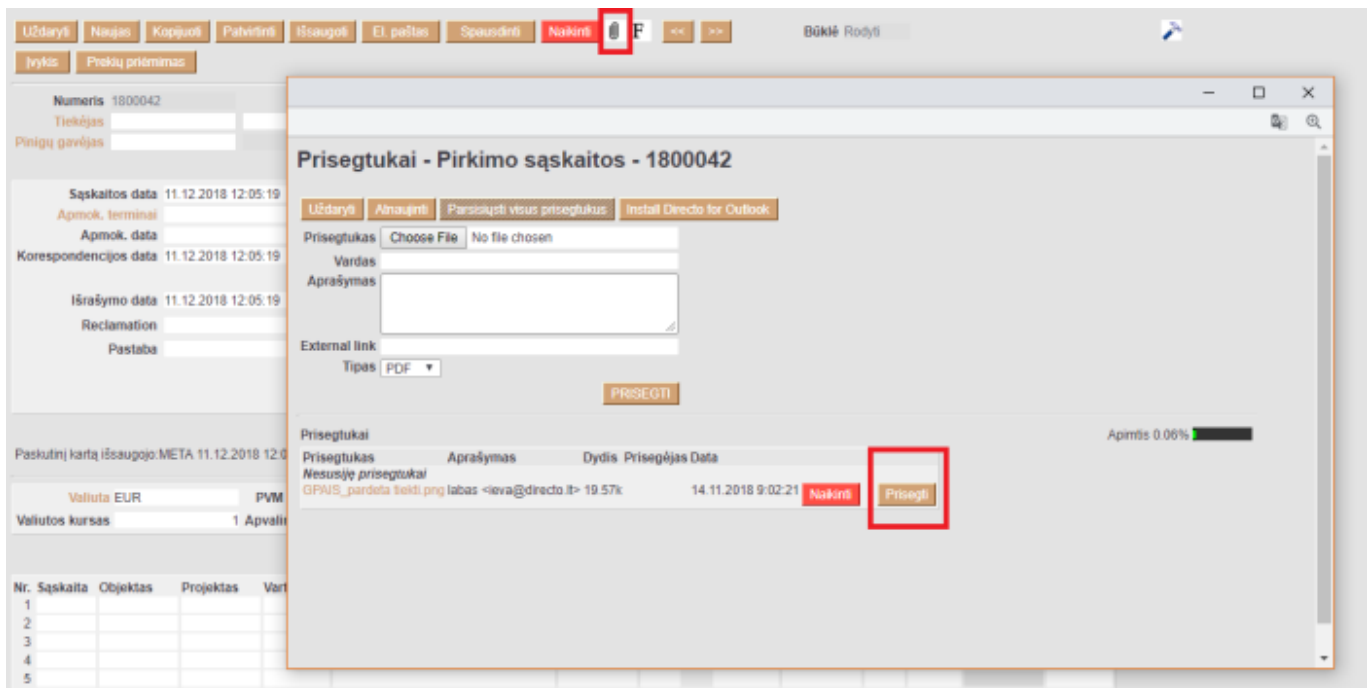 Uždaryti Naujas Kopijuoti Patvirtinti Išsaugoti El. paštas Spausdinti Naikinti F << >> Būklė Rodyti
Įvykis Prekių priėmimas
Numeris 1800042
Tiekėjas
Pinigų gavėjas
Sąskaitos data 11.12.2018 12:05:19
Apmok. terminai
Apmok. data
Korespondencijos data 11.12.2018 12:05:19
Išrašymo data 11.12.2018 12:05:19
Reclamation
Pastaba
Paskutinį kartą išsaugojo:META 11.12.2018 12:0
Valiuta EUR PVM
Valiutos kursas 1 Apvalin
Nr. Sąskaita Objektas Projektas Vart
1
2
3
4
5
Prisegtukai - Pirkimo sąskaitos - 1800042
Uždaryti Atnaujinti Parsisiųsti visus prisegtukus Install Directo for Outlook
Prisegtukas Choose File No file chosen
Vardas
Aprašymas
External link
Tipas PDF
PRISEGTI
Prisegtukai Apimtis 0.06%
Prisegtukas Aprašymas Dydis Prisegėjas Data
Nesusiję prisegtukai
GPAIS_pardeta tiekti.png labas <ieva@directo.lt> 19.57k 14.11.2018 9:02:21 Naikinti Prisegti